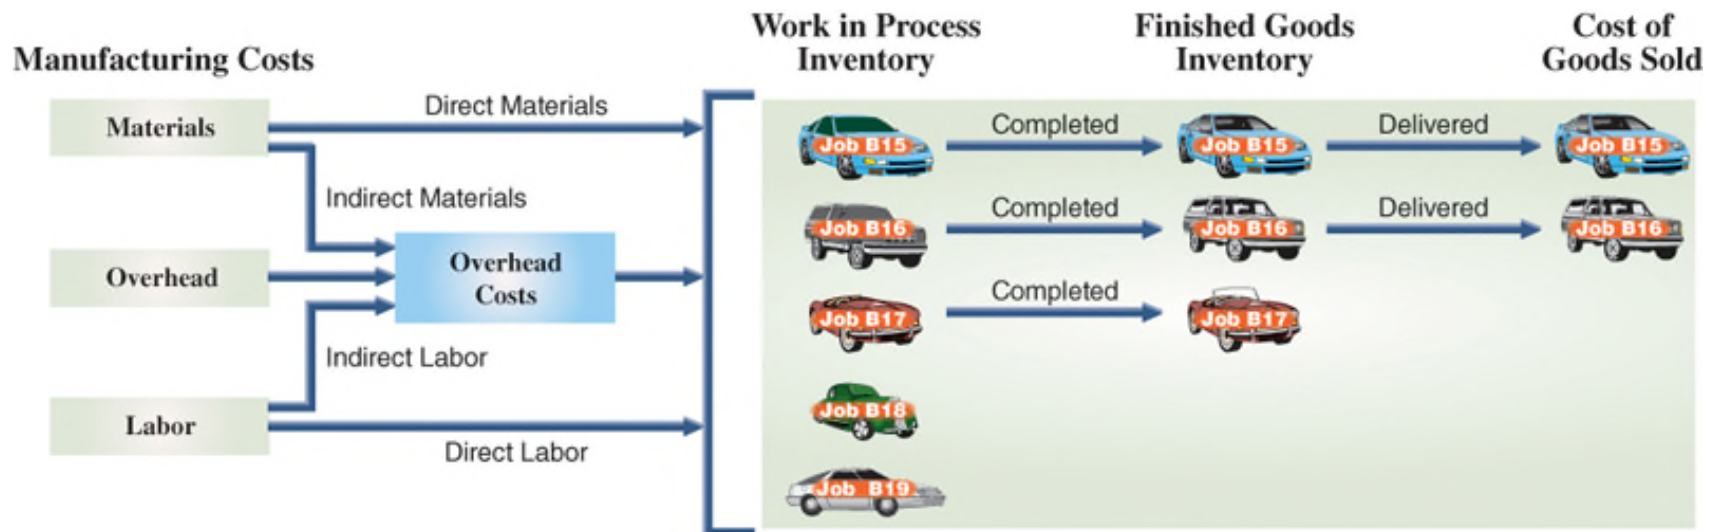 Manufacturing Costs
Work in Process
Inventory
Finished Goods
Inventory
Cost of
Goods Sold
Materials
Direct Materials
Indirect Materials
Overhead
Overhead
Costs
Indirect Labor
Labor
Direct Labor
Job B15
Completed
Job B15
Delivered
Job B15
Job B16
Completed
Job B16
Delivered
Job B16
Job B17
Completed
Job B17
Job B18
Job B19